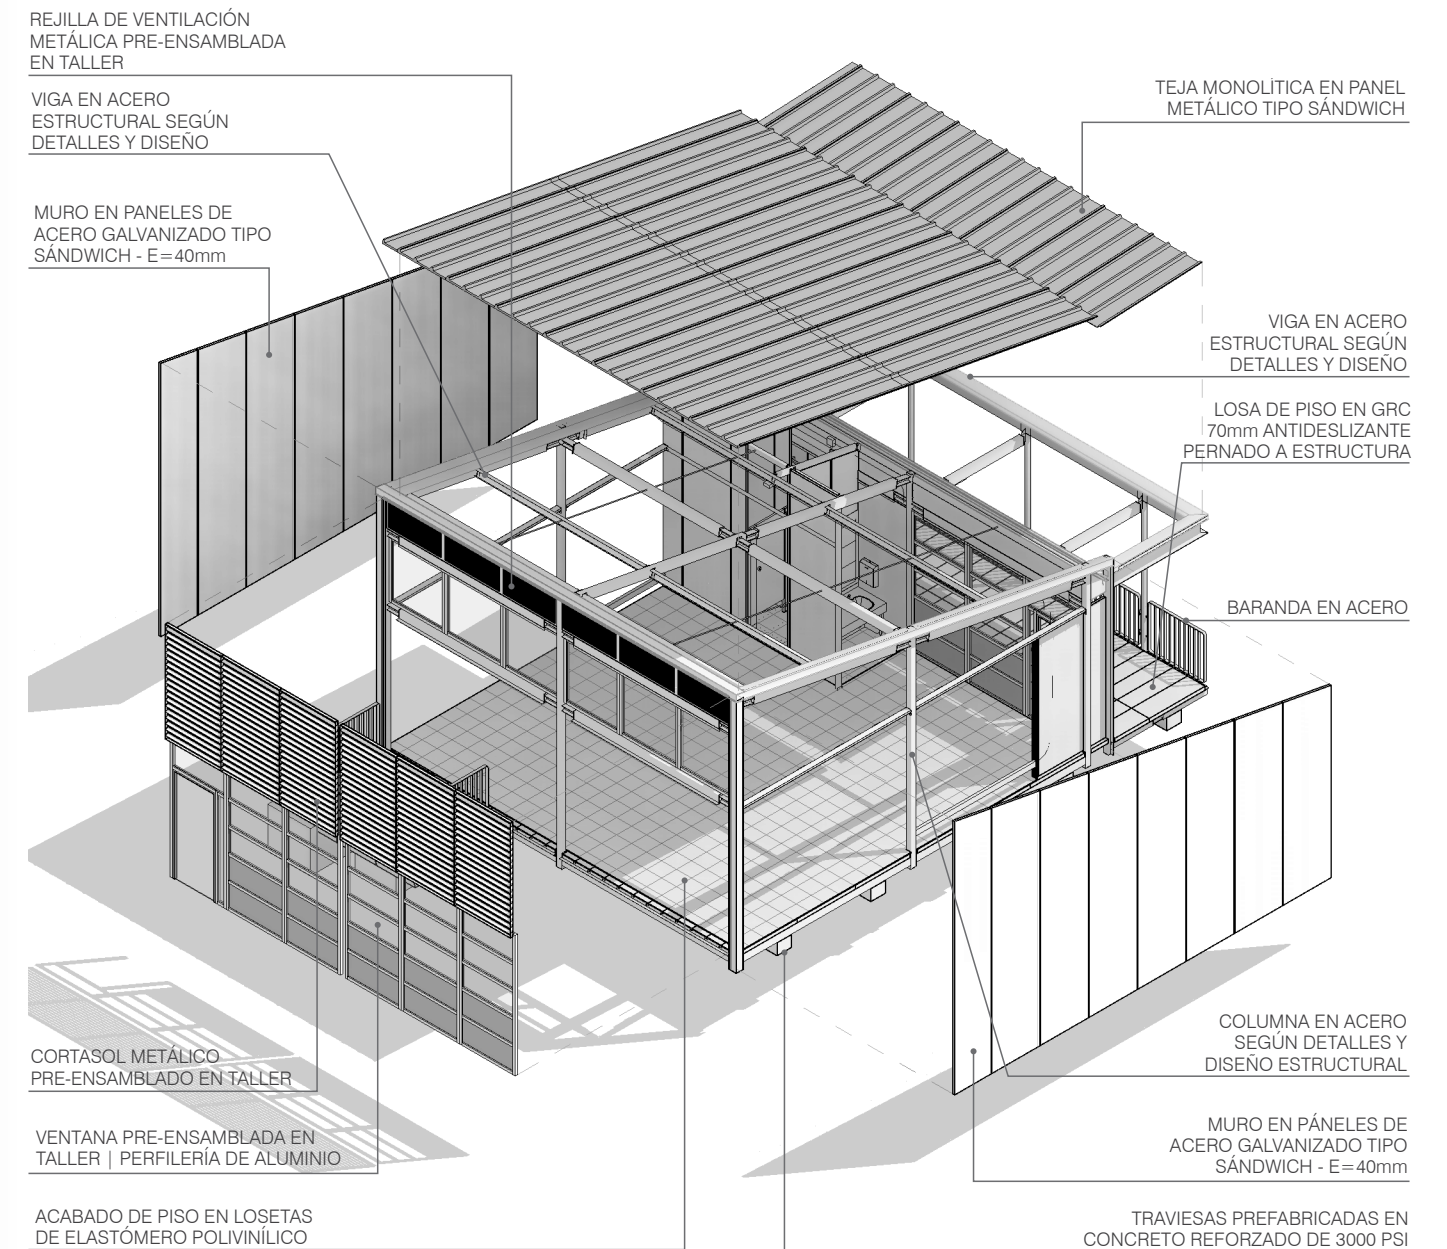 REJILLA DE VENTILACIÓN
METÁLICA PRE-ENSAMBLADA
EN TALLER
VIGA EN ACERO
ESTRUCTURAL SEGÚN
DETALLES Y DISEÑO
MURO EN PANELES DE
ACERO GALVANIZADO TIPO
SÁNDWICH - E=40mm
TEJA MONOLÍTICA EN PANEL
METÁLICO TIPO SÁNDWICH
VIGA EN ACERO
ESTRUCTURAL SEGÚN
DETALLES Y DISEÑO
LOSA DE PISO EN GRC
70mm ANTIDESLIZANTE
PERNADO A ESTRUCTURA
BARANDA EN ACERO
CORTASOL METÁLICO
PRE-ENSAMBLADO EN TALLER
VENTANA PRE-ENSAMBLADA EN
TALLER | PERFILERÍA DE ALUMINIO
ACABADO DE PISO EN LOSETAS
DE ELASTÓMERO POLIVINÍLICO
COLUMNA EN ACERO
SEGÚN DETALLES Y
DISEÑO ESTRUCTURAL
MURO EN PÁNELES DE
ACERO GALVANIZADO TIPO
SÁNDWICH - E=40mm
TRAVIESAS PREFABRICADAS EN
CONCRETO REFORZADO DE 3000 PSI